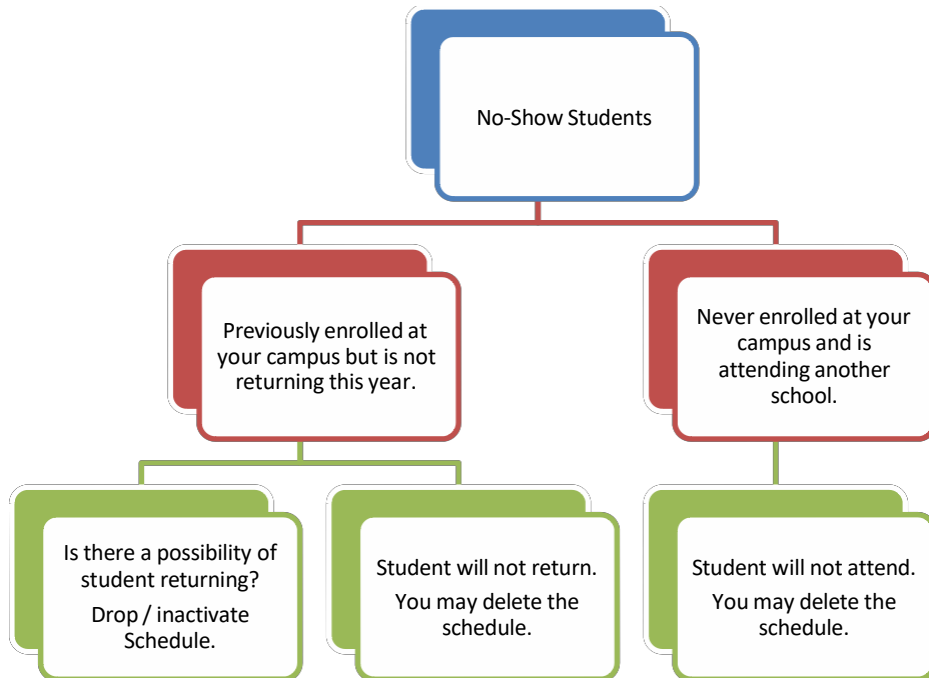 No-Show Students
Previously enrolled at
your campus but is not
returning this year.
Never enrolled at your
campus and is
attending another
school.
Is there a possibility of
student returning?
Drop / inactivate
Schedule.
Student will not return.
You may delete the
schedule.
Student will not attend.
You may delete the
schedule.